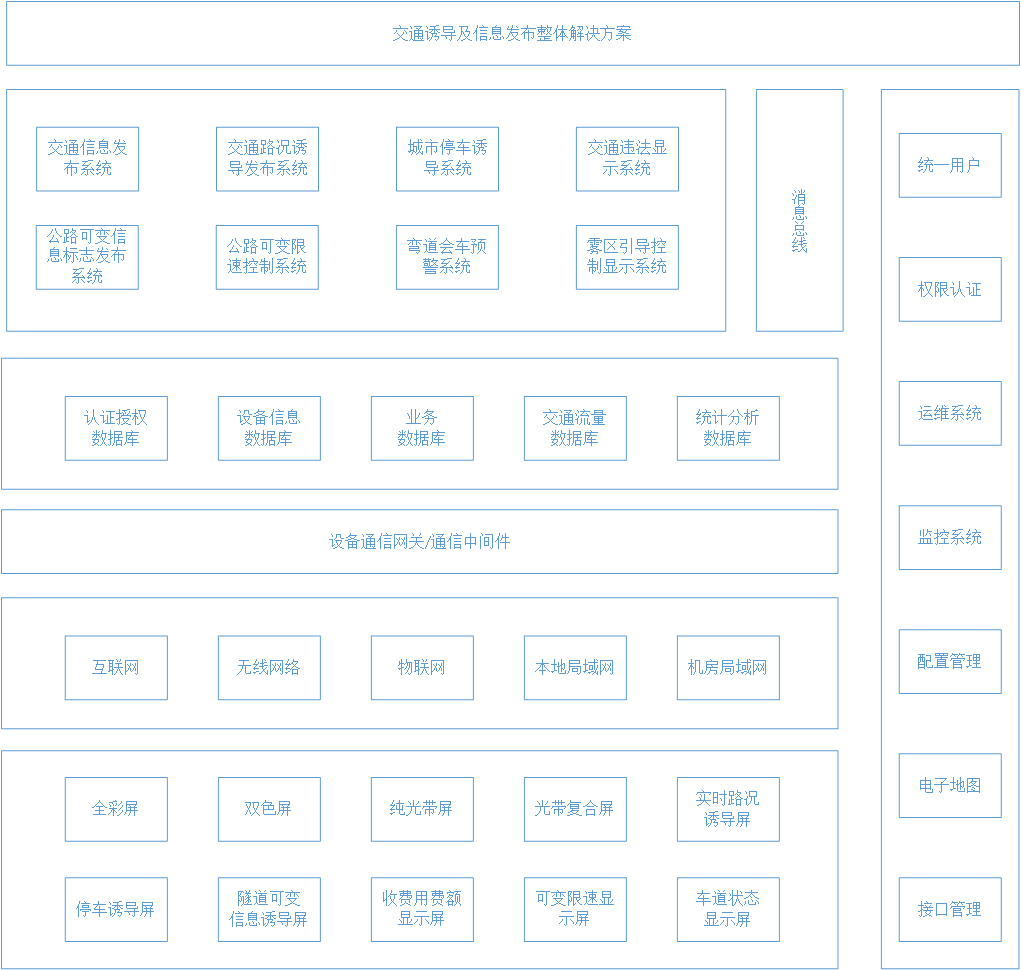 交通诱导及信息发布整体解决方案
交通信息发
布系统
交通路况诱
导发布系统
城市停车诱
导系统
交通违法显
示系统
公路可变信
息标志发布
系统
公路可变限
速控制系统
弯道会车预
警系统
雾区引导控
制显示系统
消息总线
认证授权
数据库
设备信息
数据库
业务
数据库
交通流量
数据库
统计分析
数据库
设备通信网关/通信中间件
互联网
无线网络
物联网
本地局域网
机房局域网
全彩屏
双色屏
纯光带屏
光带复合屏
实时路况
诱导屏
停车诱导屏
隧道可变
信息诱导屏
收费用费额
显示屏
可变限速显
示屏
车道状态
显示屏
统一用户
权限认证
运维系统
监控系统
配置管理
电子地图
接口管理